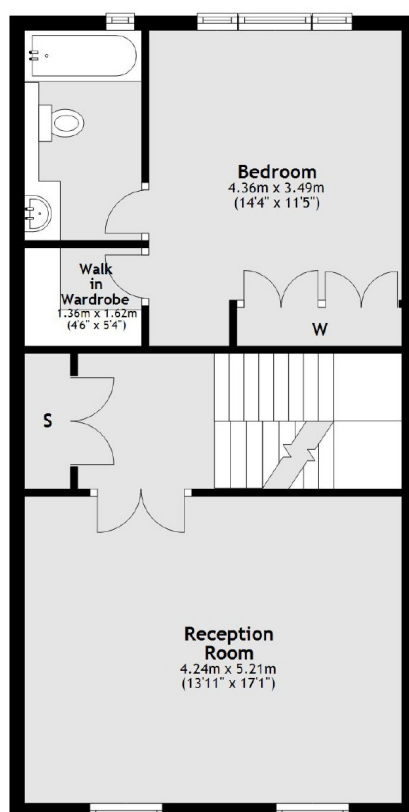 Bedroom
4.36m x 3.49m
(14'4" x 11'5")
Walk
in
Wardrobe
1.36m x 1.62m
(4'6" x 5'4")
W
S
Reception
Room
4.24m x 5.21m
(13'11" x 17'1")